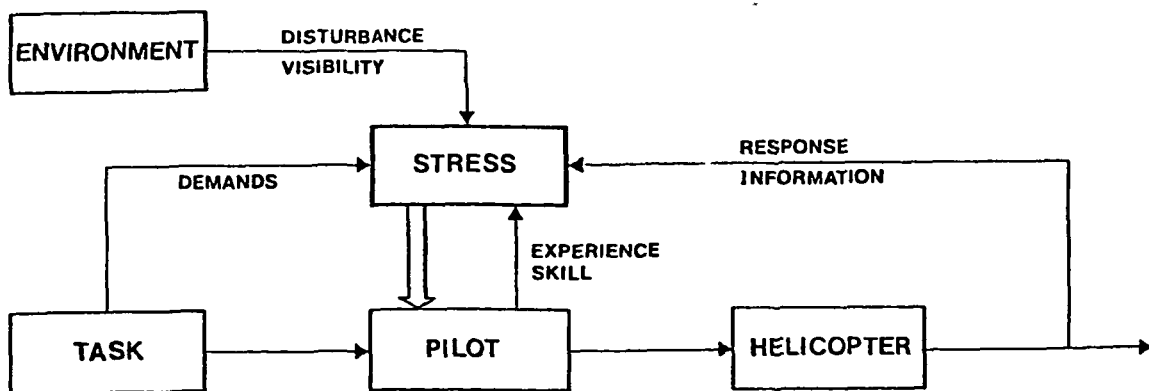 ENVIRONMENT
DISTURBANCE
VISIBILITY
STRESS
RESPONSE
INFORMATION
DEMANDS
EXPERIENCE
SKILL
TASK
PILOT
HELICOPTER